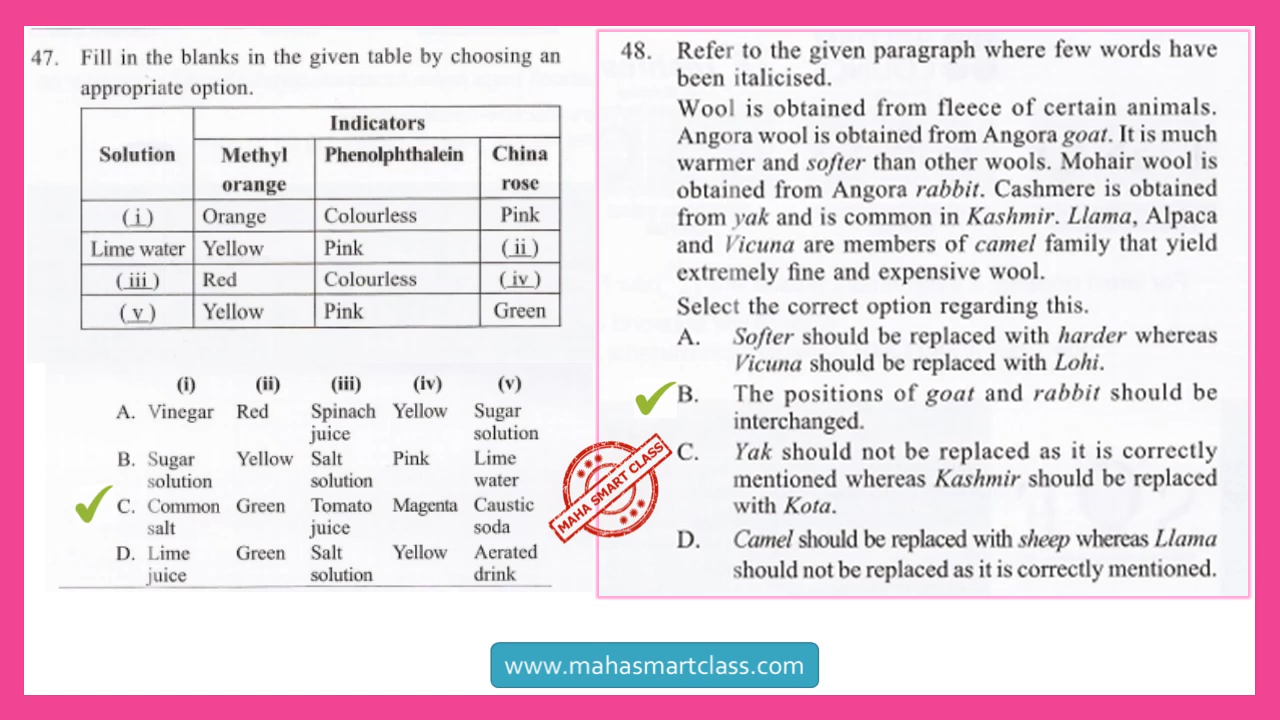 47. Fill in the blanks in the given table by choosing an
appropriate option.
Solution Indicators
Methyl orange Phenolphthalein China rose
(i) Orange Colourless Pink
Lime water Yellow Pink (ii)
(iii) Red Colourless (iv)
(v) Yellow Pink Green
(i) (ii) (iii) (iv) (v)
A. Vinegar Red Spinach Yellow Sugar
juice solution
B. Sugar Yellow Salt Pink Lime
solution solution water
C. Common Green Tomato Magenta Caustic
salt juice soda
D. Lime Green Salt Yellow Aerated
juice solution drink
48. Refer to the given paragraph where few words have
been italicised.
Wool is obtained from fleece of certain animals.
Angora wool is obtained from Angora goat. It is much
warmer and softer than other wools. Mohair wool is
obtained from Angora rabbit. Cashmere is obtained
from yak and is common in Kashmir. Llama, Alpaca
and Vicuna are members of camel family that yield
extremely fine and expensive wool.
Select the correct option regarding this.
A. Softer should be replaced with harder whereas
Vicuna should be replaced with Lohi.
B. The positions of goat and rabbit should be
interchanged.
C. Yak should not be replaced as it is correctly
mentioned whereas Kashmir should be replaced
with Kota.
D. Camel should be replaced with sheep whereas Llama
should not be replaced as it is correctly mentioned.
MAHA SMART CLASS
www.mahasmartclass.com